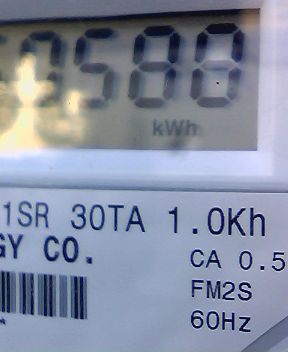 0588
kWh
1SR 30TA 1.0Kh
GY CO.
CA 0.5
FM2S
60Hz